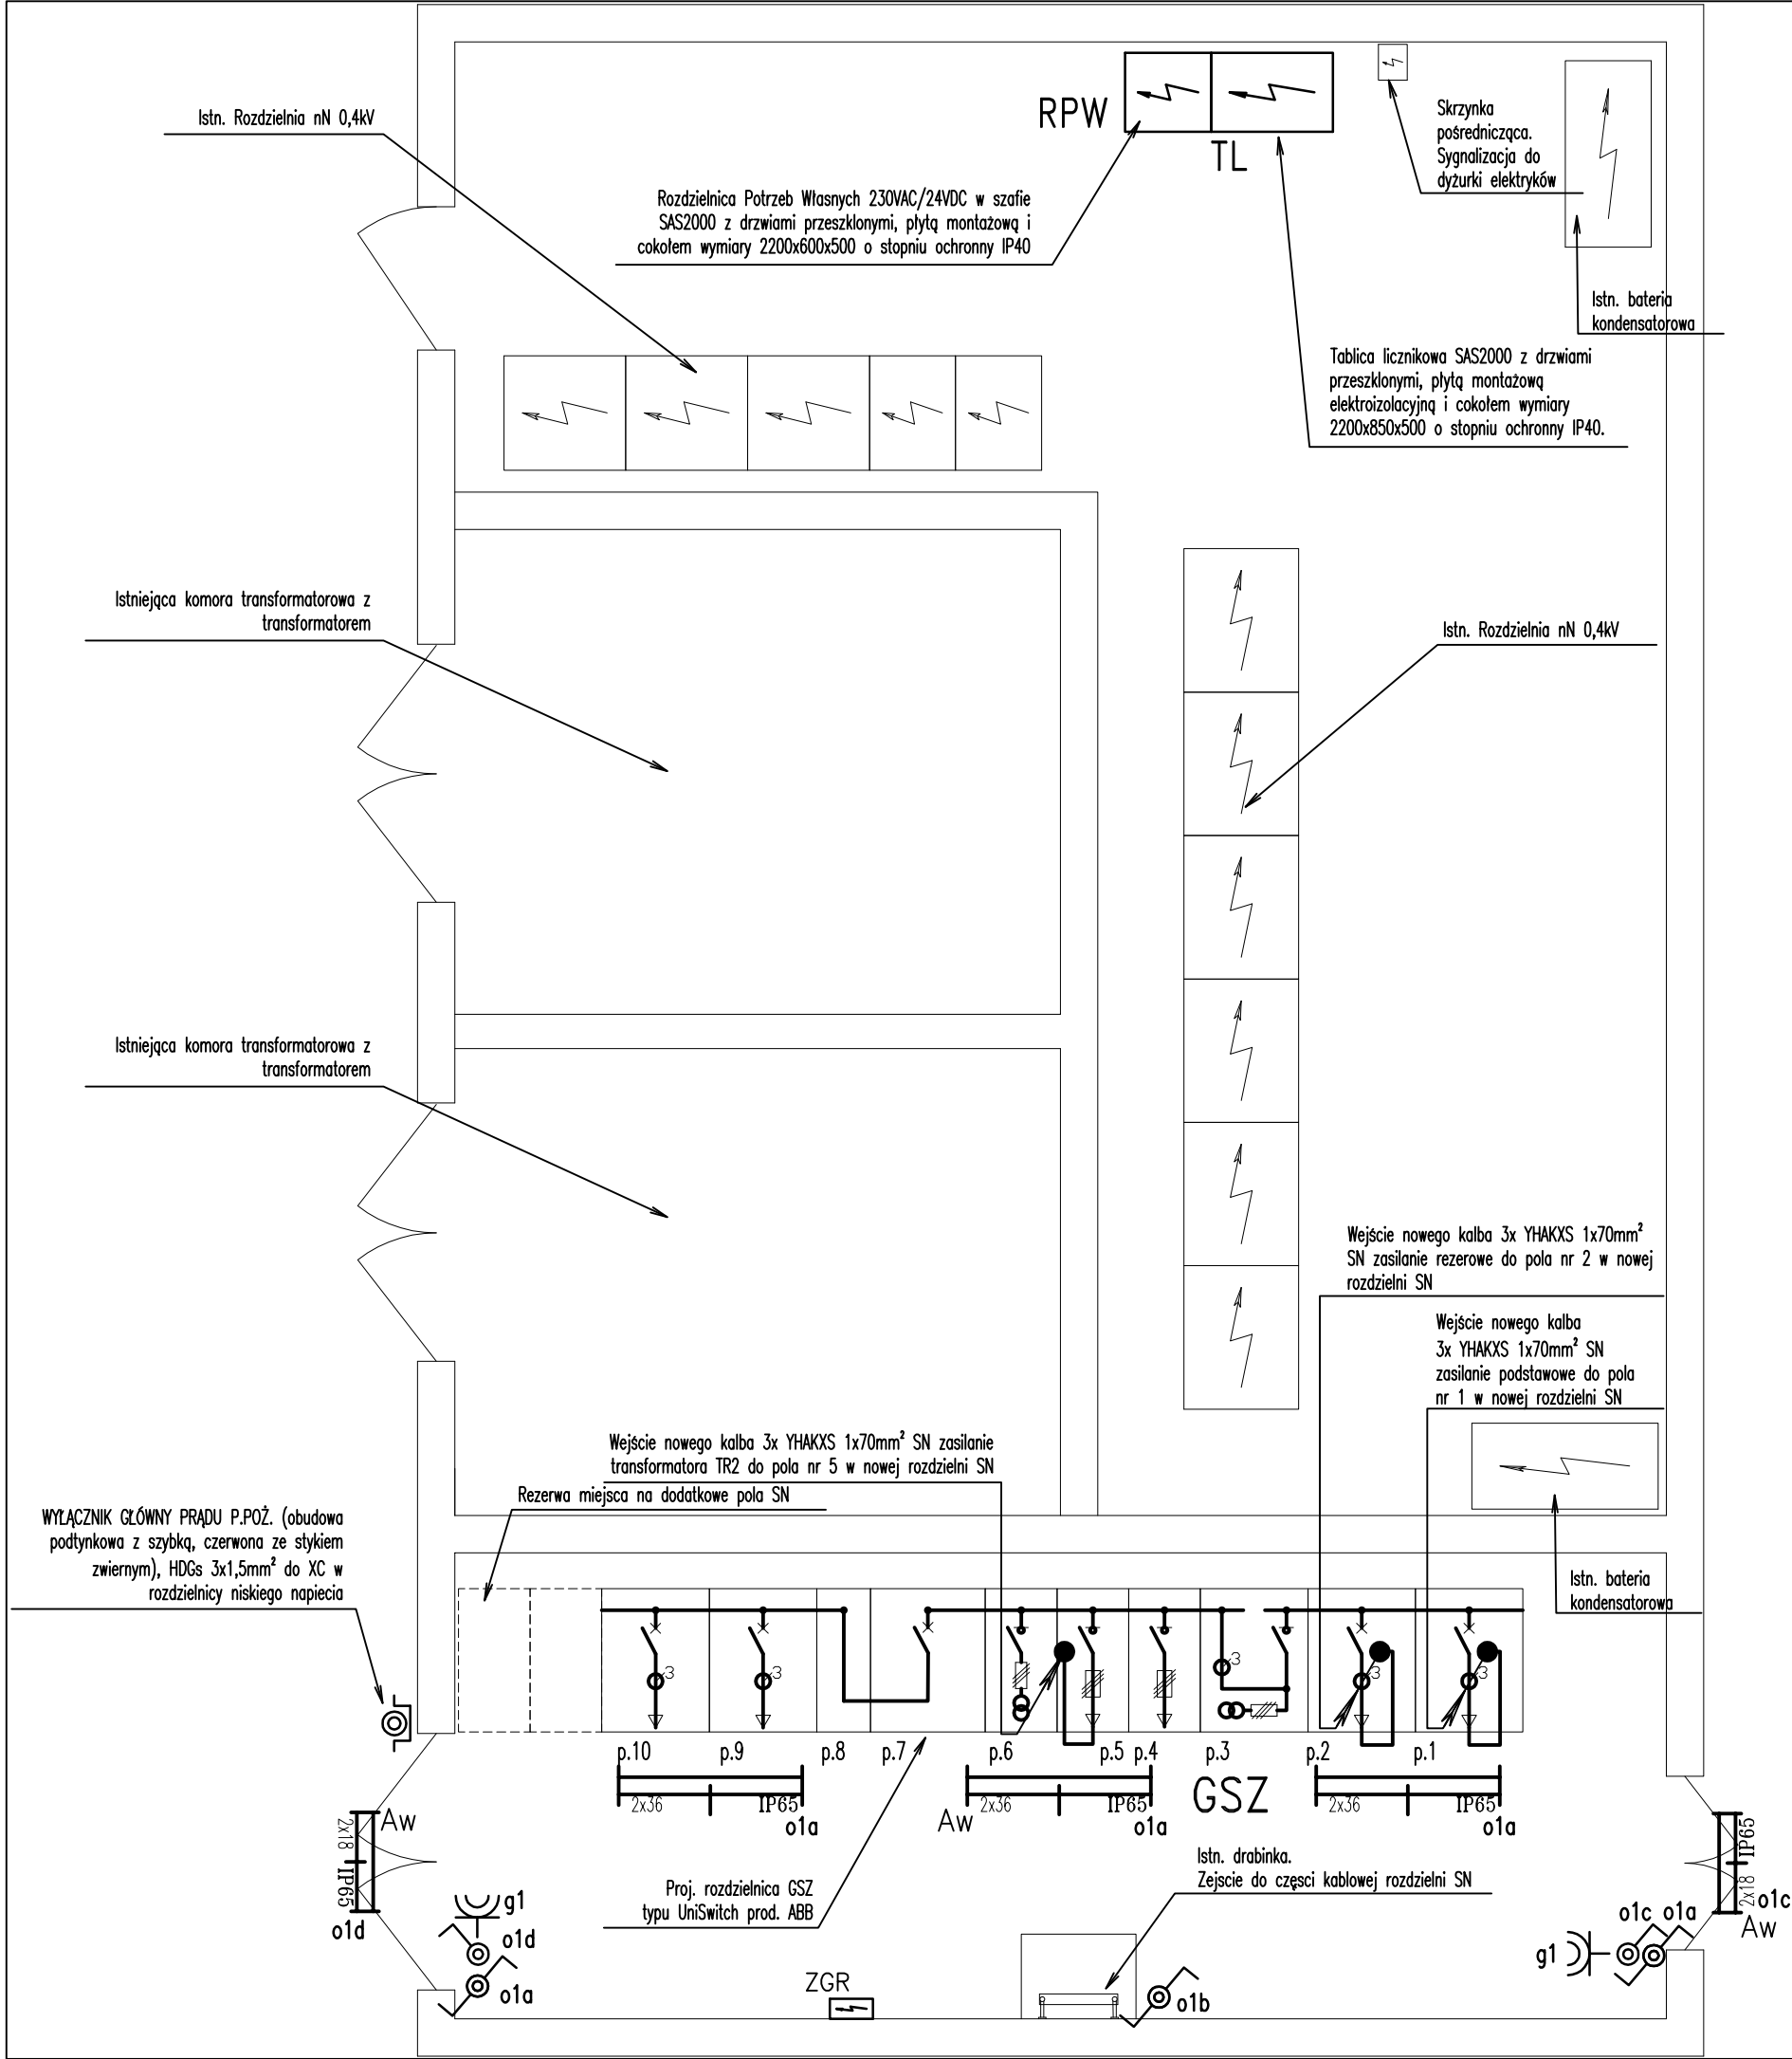 Istn. Rozdzielnia nN 0,4kV
RPW
TL
Skrzynka
pośrednicząca.
Sygnalizacja do
dyżurki elektryków
Rozdzielnica Potrzeb Własnych 230VAC/24VDC w szafie
SAS2000 z drzwiami przeszklonymi, płytą montażową i
cokołem wymiary 2200x600x500 o stopniu ochronny IP40
Istn. bateria
kondensatorowa
Tablica licznikowa SAS2000 z drzwiami
przeszklonymi, płytą montażową
elektroizolacyjną i cokołem wymiary
2200x850x500 o stopniu ochronny IP40.
Istniejąca komora transformatorowa z
transformatorem
Istn. Rozdzielnia nN 0,4kV
Istniejąca komora transformatorowa z
transformatorem
Wejście nowego kalba 3x YHAKXS 1x70mm²
SN zasilanie rezerowe do pola nr 2 w nowej
rozdzielni SN
Wejście nowego kalba
3x YHAKXS 1x70mm² SN
zasilanie podstawowe do pola
nr 1 w nowej rozdzielni SN
Wejście nowego kalba 3x YHAKXS 1x70mm² SN zasilanie
transformatora TR2 do pola nr 5 w nowej rozdzielni SN
Rezerwa miejsca na dodatkowe pola SN
WYŁĄCZNIK GŁÓWNY PRĄDU P.POŻ. (obudowa
podtynkowa z szybką, czerwona ze stykiem
zwiernym), HDGs 3x1,5mm² do XC w
rozdzielnicy niskiego napiecia
Istn. bateria
kondensatorowa
3 3 3 3 3
p.10 p.9 p.8 p.7 p.6 p.5 p.4 p.3 p.2 p.1
GSZ
2x36 IP65
o1a
Aw 2x36 IP65
o1a
2x36 IP65
o1a
Aw
2x18 IP65
o1d
Istn. drabinka.
Zejscie do częsci kablowej rozdzielni SN
Proj. rozdzielnica GSZ
typu UniSwitch prod. ABB
2x18 IP65
o1c
Aw
g1
o1d
o1a
ZGR
o1b
g1
o1c o1a